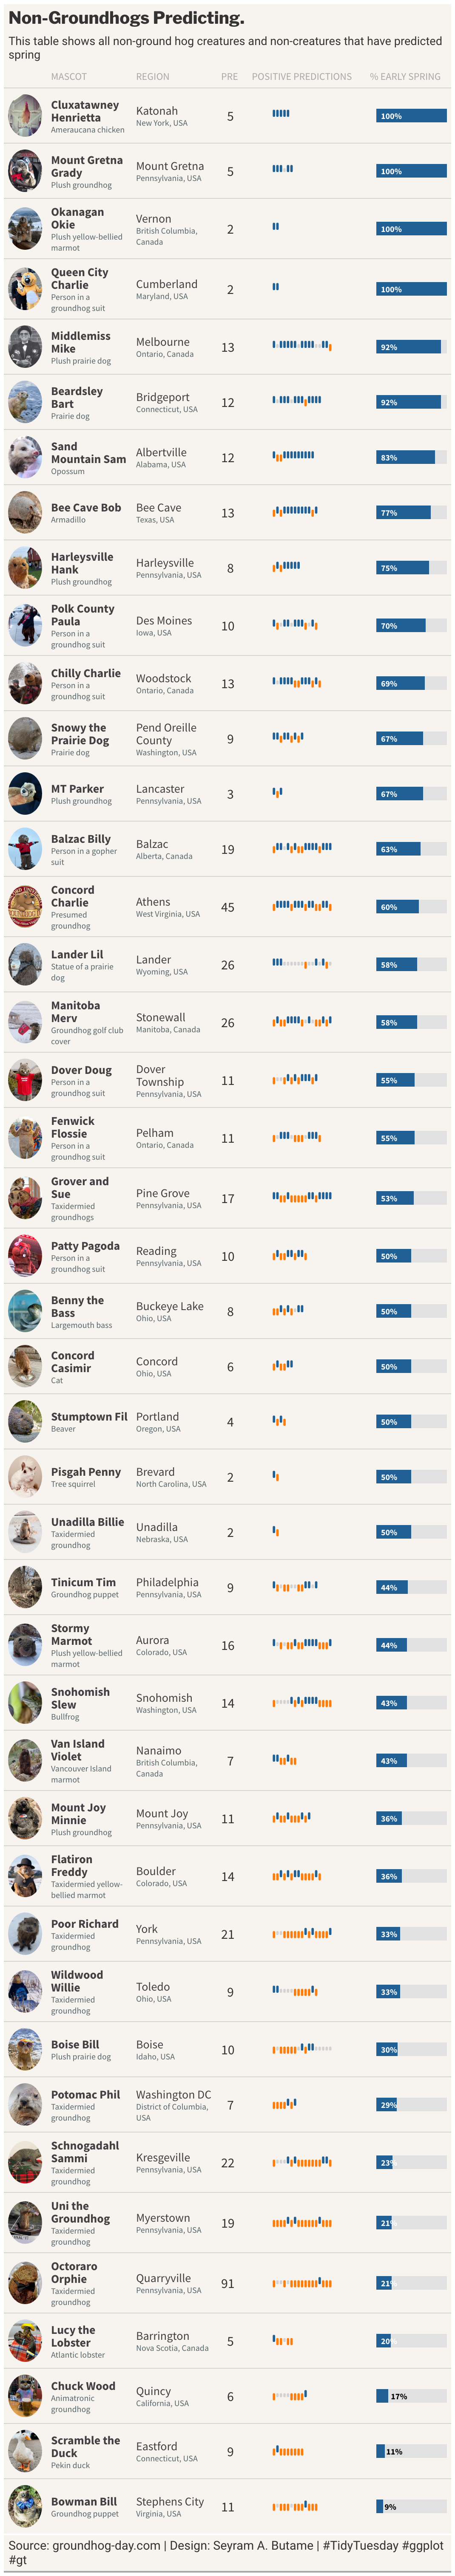 Non-Groundhogs Predicting.
This table shows all non-ground hog creatures and non-creatures that have predicted
spring
MASCOT REGION PRE POSITIVE PREDICTIONS % EARLY SPRING
Cluxatawney
Henrietta
Ameraucana chicken
Katonah
New York, USA
5
100%
Mount Gretna
Grady
Plush groundhog
Mount Gretna
Pennsylvania, USA
5
100%
Okanagan
Okie
Plush yellow-bellied
marmot
Vernon
British Columbia,
Canada
2
100%
Queen City
Charlie
Person in a
groundhog suit
Cumberland
Maryland, USA
2
100%
Middlemiss
Mike
Plush prairie dog
Melbourne
Ontario, Canada
13
92%
Beardsley
Bart
Prairie dog
Bridgeport
Connecticut, USA
12
92%
Sand
Mountain Sam
Opossum
Albertville
Alabama, USA
12
83%
Bee Cave Bob
Armadillo
Bee Cave
Texas, USA
13
77%
Harleysville
Hank
Plush groundhog
Harleysville
Pennsylvania, USA
8
75%
Polk County
Paula
Person in a
groundhog suit
Des Moines
Iowa, USA
10
70%
Chilly Charlie
Person in a
groundhog suit
Woodstock
Ontario, Canada
13
69%
Snowy the
Prairie Dog
Prairie dog
Pend Oreille
County
Washington, USA
9
67%
MT Parker
Plush groundhog
Lancaster
Pennsylvania, USA
3
67%
Balzac Billy
Person in a gopher
suit
Balzac
Alberta, Canada
19
63%
Concord
Charlie
Presumed
groundhog
Athens
West Virginia, USA
45
60%
Lander Lil
Statue of a prairie
dog
Lander
Wyoming, USA
26
58%
Manitoba
Merv
Groundhog golf club
cover
Stonewall
Manitoba, Canada
26
58%
Dover Doug
Person in a
groundhog suit
Dover
Township
Pennsylvania, USA
11
55%
Fenwick
Flossie
Person in a
groundhog suit
Pelham
Ontario, Canada
11
55%
Grover and
Sue
Taxidermied
groundhogs
Pine Grove
Pennsylvania, USA
17
53%
Patty Pagoda
Person in a
groundhog suit
Reading
Pennsylvania, USA
10
50%
Benny the
Bass
Largemouth bass
Buckeye Lake
Ohio, USA
8
50%
Concord
Casimir
Cat
Concord
Ohio, USA
6
50%
Stumptown Fil
Beaver
Portland
Oregon, USA
4
50%
Pisgah Penny
Tree squirrel
Brevard
North Carolina, USA
2
50%
Unadilla Billie
Taxidermied
groundhog
Unadilla
Nebraska, USA
2
50%
Tinicum Tim
Groundhog puppet
Philadelphia
Pennsylvania, USA
9
44%
Stormy
Marmot
Plush yellow-bellied
marmot
Aurora
Colorado, USA
16
44%
Snohomish
Slew
Bullfrog
Snohomish
Washington, USA
14
43%
Van Island
Violet
Vancouver Island
marmot
Nanaimo
British Columbia,
Canada
7
43%
Mount Joy
Minnie
Plush groundhog
Mount Joy
Pennsylvania, USA
11
36%
Flatiron
Freddy
Taxidermied yellow-
bellied marmot
Boulder
Colorado, USA
14
36%
Poor Richard
Taxidermied
groundhog
York
Pennsylvania, USA
21
33%
Wildwood
Willie
Taxidermied
groundhog
Toledo
Ohio, USA
9
33%
Boise Bill
Plush prairie dog
Boise
Idaho, USA
10
30%
Potomac Phil
Taxidermied
groundhog
Washington DC
District of Columbia,
USA
7
29%
Schnogadahl
Sammi
Taxidermied
groundhog
Kresgeville
Pennsylvania, USA
22
23%
Uni the
Groundhog
Taxidermied
groundhog
Myerstown
Pennsylvania, USA
19
21%
Octoraro
Orphie
Taxidermied
groundhog
Quarryville
Pennsylvania, USA
91
21%
Lucy the
Lobster
Atlantic lobster
Barrington
Nova Scotia, Canada
5
20%
Chuck Wood
Animatronic
groundhog
Quincy
California, USA
6
17%
Scramble the
Duck
Pekin duck
Eastford
Connecticut, USA
9
11%
Bowman Bill
Groundhog puppet
Stephens City
Virginia, USA
11
9%
Source: groundhog-day.com | Design: Seyram A. Butame | #TidyTuesday #ggplot
#gt